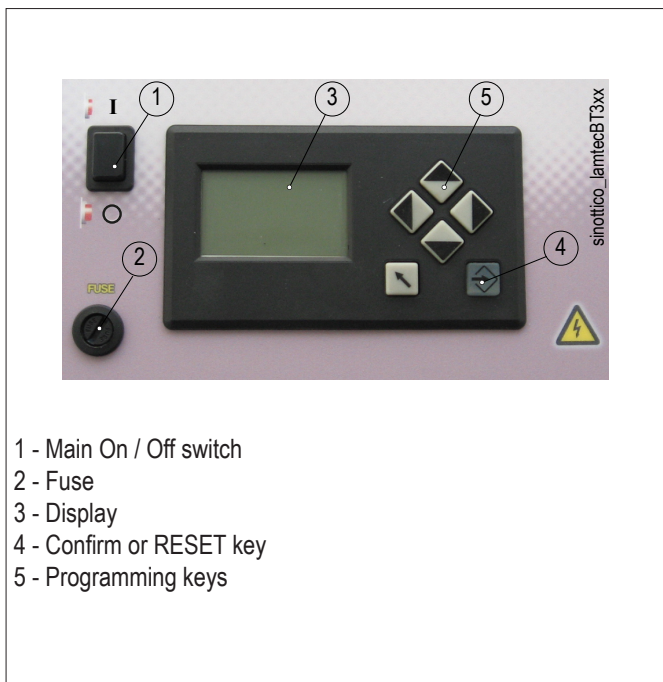 I
1
3
5
sinottico_lamtecBT3xx
2
4
FUSE
1 - Main On / Off switch
2 - Fuse
3 - Display
4 - Confirm or RESET key
5 - Programming keys